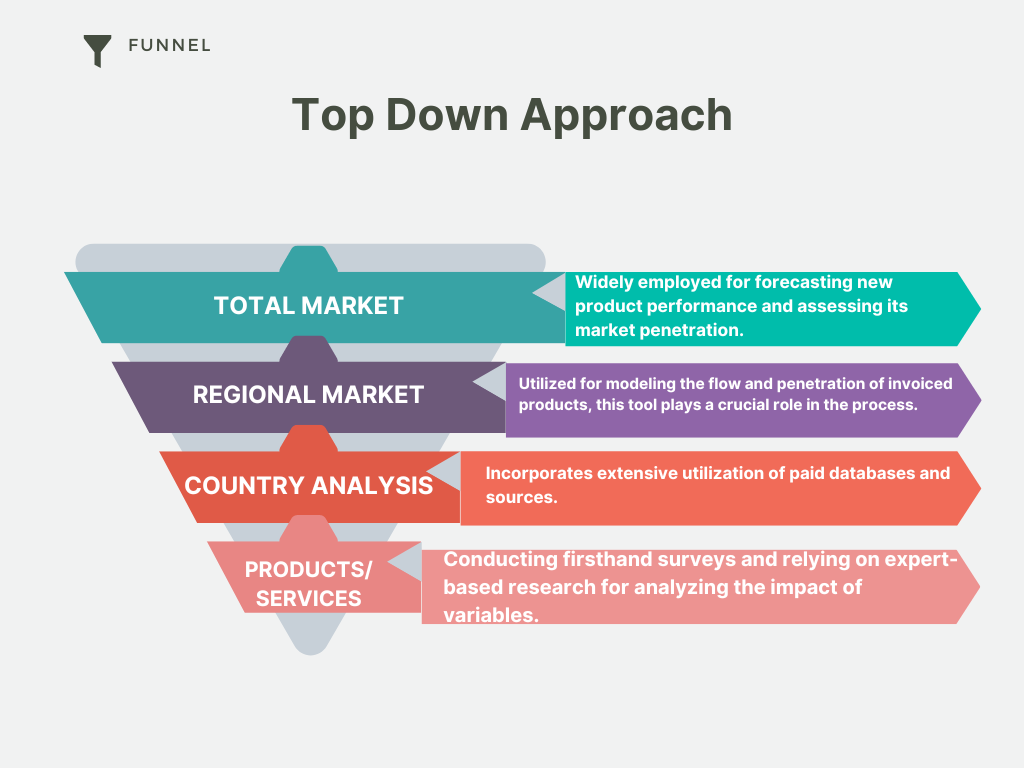 FUNNEL
Top Down Approach
TOTAL MARKET
Widely employed for forecasting new
product performance and assessing its
market penetration.
REGIONAL MARKET
Utilized for modeling the flow and penetration of invoiced
products, this tool plays a crucial role in the process.
COUNTRY ANALYSIS
Incorporates extensive utilization of paid databases and
sources.
PRODUCTS/
SERVICES
Conducting firsthand surveys and relying on expert-
based research for analyzing the impact of
variables.